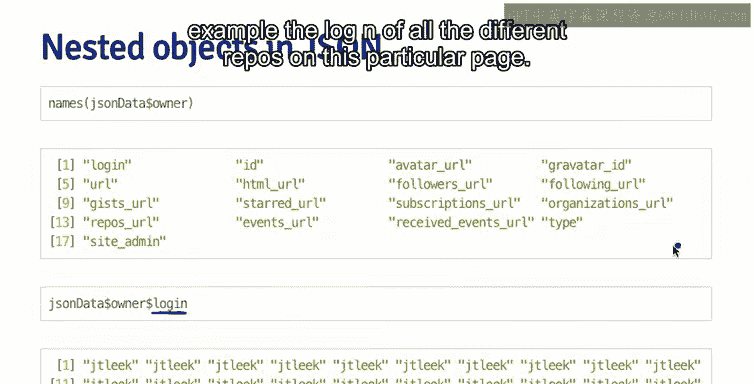 example the log n of all the different
repos on this particular page.
Nested objects in JSON
names(jsonData$owner)
[1] "login" "id" "avatar_url" "gravatar_id"
[5] "url" "html_url" "followers_url" "following_url"
[9] "gists_url" "starred_url" "subscriptions_url" "organizations_url"
[13] "repos_url" "events_url" "received_events_url" "type"
[17] "site_admin"
jsonData$owner$login
[1] "jtleek" "jtleek" "jtleek" "jtleek" "jtleek" "jtleek" "jtleek" "jtleek" "jtleek" "jtleek"